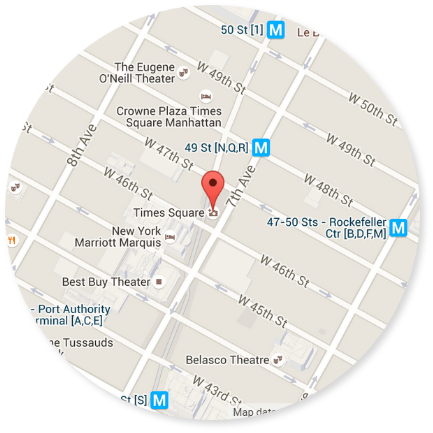 50 St [1]
M
Le
The Eugene
O'Neill Theater
W 49th St
W 50th St
Crowne Plaza Times
Square Manhattan
8th Ave
49 St [N,Q,R]
M
W 49th St
W 47th St
W 48th St
W 46th St
7th Ave
Times Square
47-50 Sts - Rockefeller
Ctr [B,D,F,M]
M
New York
Marriott Marquis
W 46th St
Best Buy Theater
W 45th St
- Port Authority
[A,C,E]
Tussauds
Belasco Theatre
W 43rd St
St [S]
M
Map